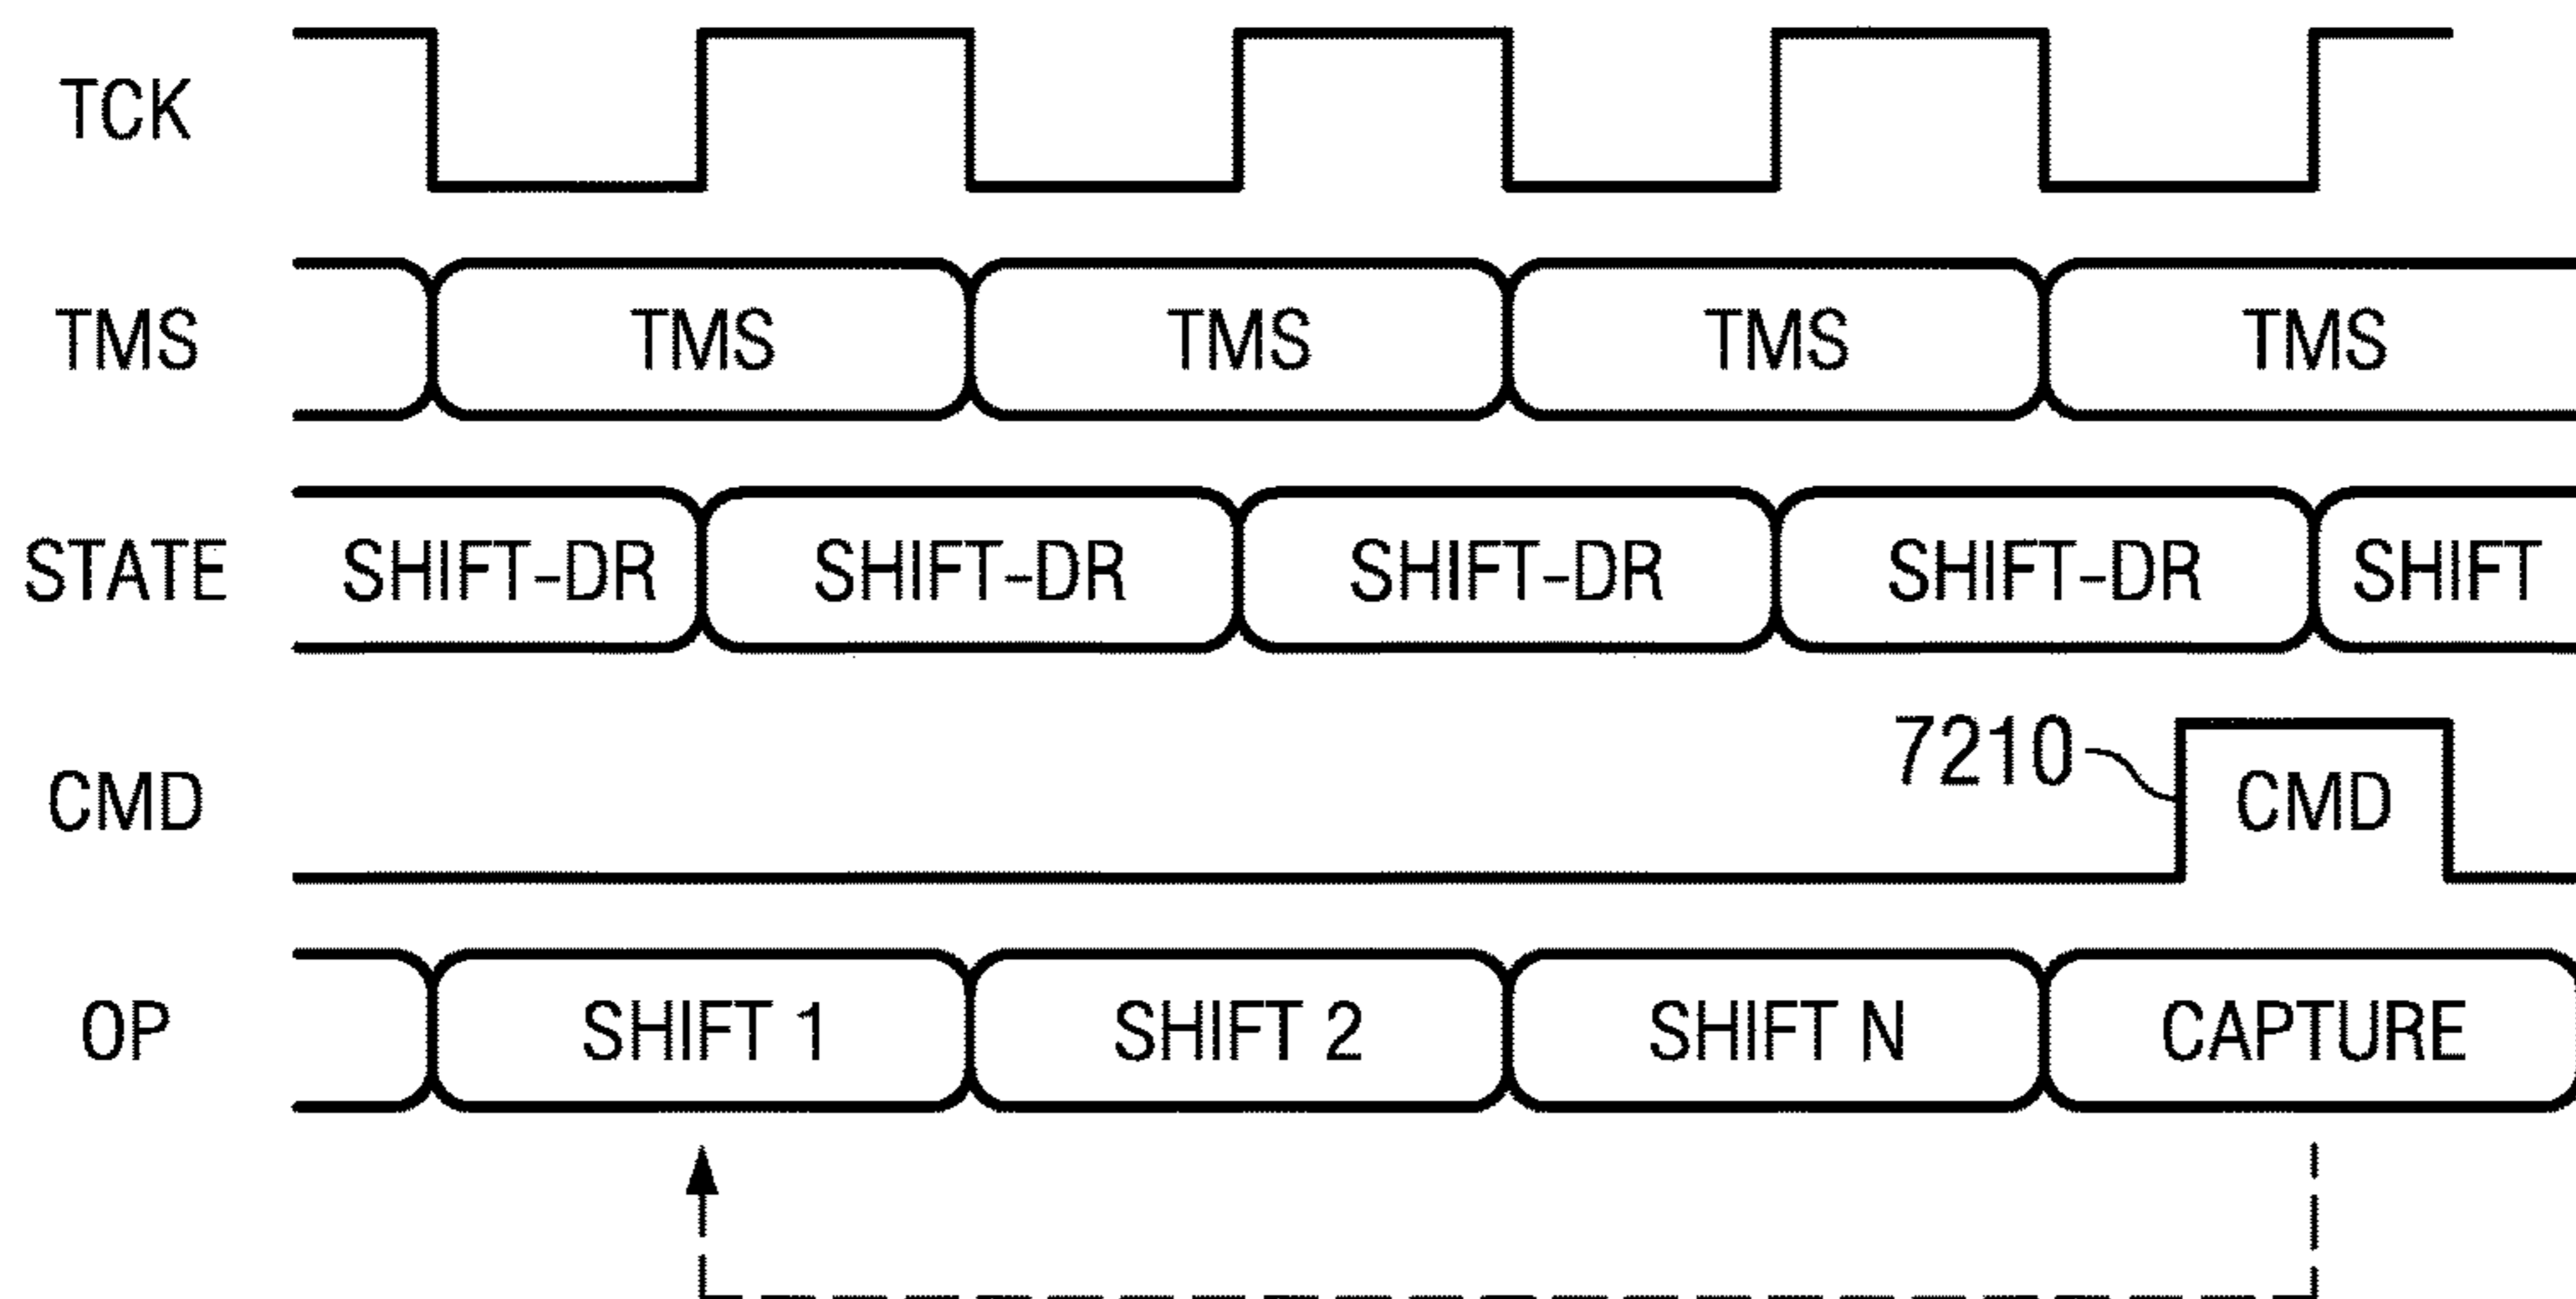 TCK
TMS TMS TMS TMS TMS
STATE SHIFT-DR SHIFT-DR SHIFT-DR SHIFT-DR SHIFT
CMD 7210 CMD
OP SHIFT 1 SHIFT 2 SHIFT N CAPTURE